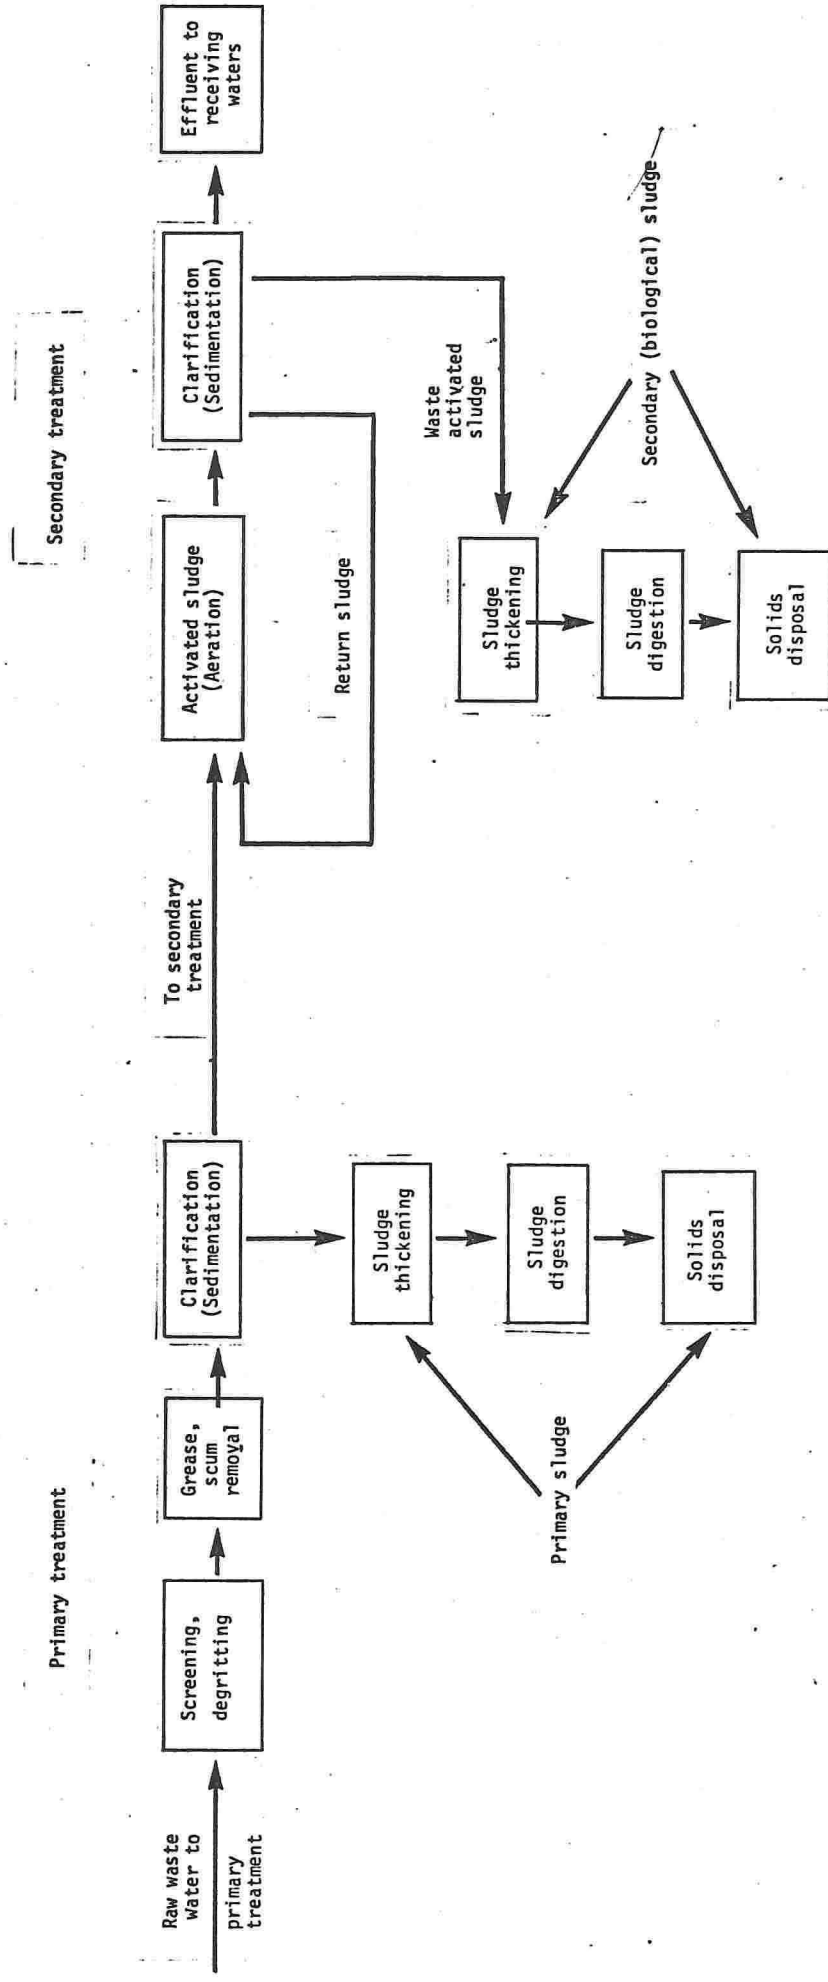 Primary treatment
Secondary treatment
Raw waste
Water to
primary
treatment
Screening,
degritting
Grease,
scum
removal
Clarification
(Sedimentation)
To secondary
treatment
Activated sludge
(Aeration)
Clarification
(Sedimentation)
Effluent to
receiving
waters
Return sludge
Waste
activated
sludge
Sludge
thickening
Sludge
digestion
Solids
disposal
Primary sludge
Sludge
thickening
Sludge
digestion
Solids
disposal
Secondary (biological) sludge